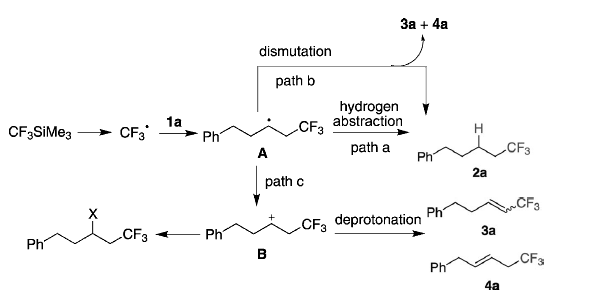 3a + 4a
dismutation
path b
hydrogen
abstraction
path a
CF3SiMe3
CF3•
1a
Ph
•
CF3
A
H
Ph
CF3
2a
path c
X
Ph
CF3
Ph
+
CF3
B
deprotonation
Ph
CF3
3a
Ph
CF3
4a